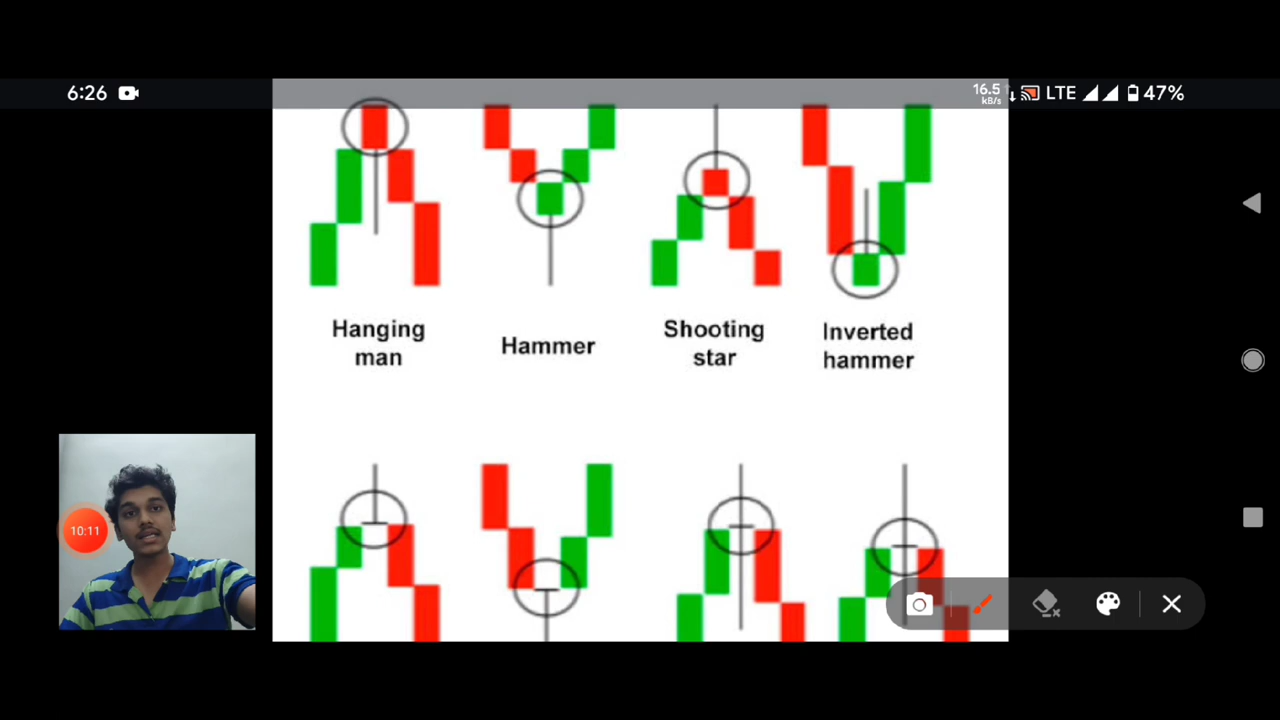 6:26
16.5
kB/s
LTE
47%
Hanging
man
Hammer
Shooting
star
Inverted
hammer
10:11